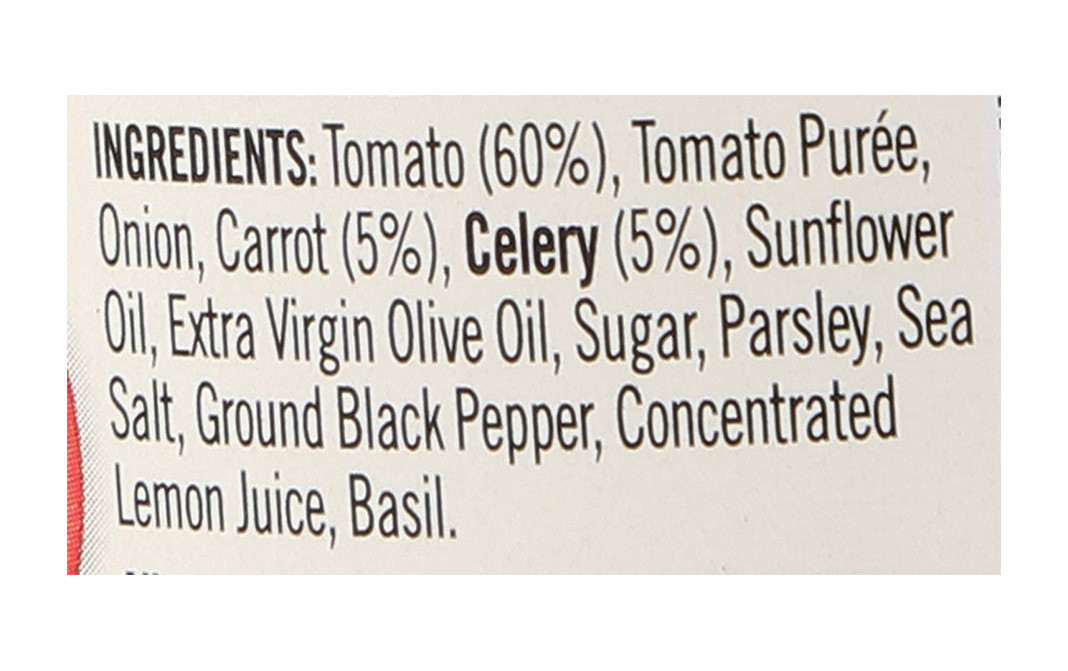 INGREDIENTS: Tomato (60%), Tomato Purée,
Onion, Carrot (5%), Celery (5%), Sunflower
Oil, Extra Virgin Olive Oil, Sugar, Parsley, Sea
Salt, Ground Black Pepper, Concentrated
Lemon Juice, Basil.